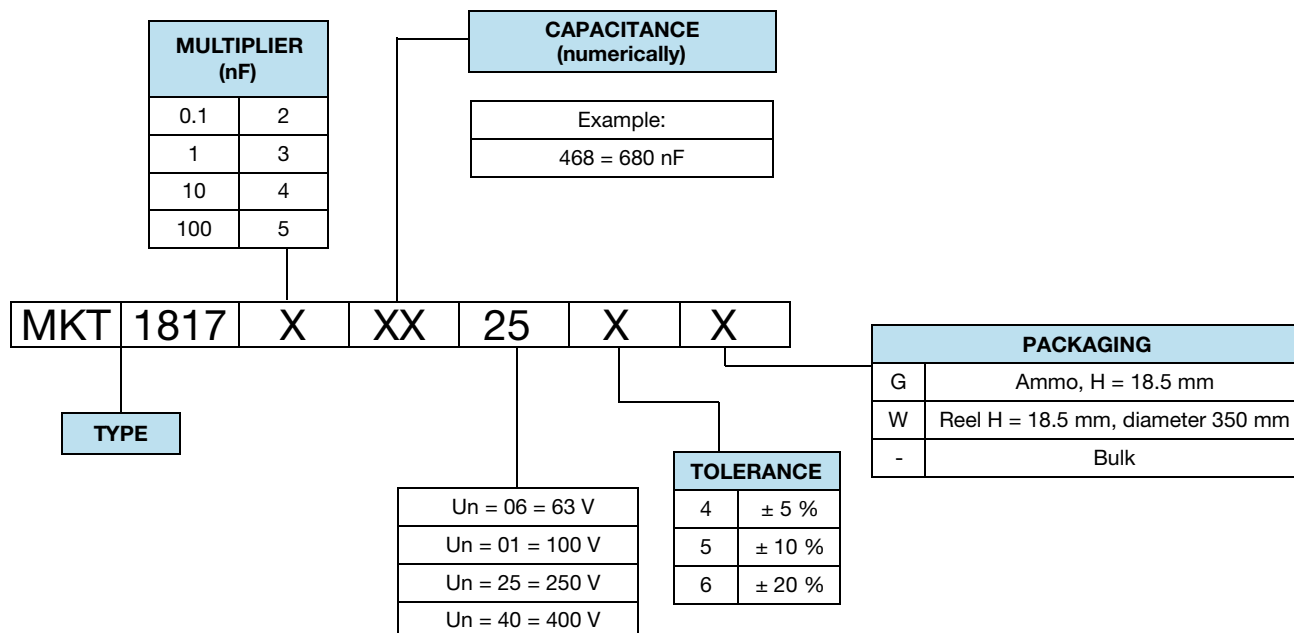 MULTIPLIER
(nF)
0.1 2
1 3
10 4
100 5
CAPACITANCE
(numerically)
Example:
468 = 680 nF
MKT 1817 X XX 25 X X
TYPE
Un = 06 = 63 V
Un = 01 = 100 V
Un = 25 = 250 V
Un = 40 = 400 V
TOLERANCE
4 ± 5 %
5 ± 10 %
6 ± 20 %
PACKAGING
G Ammo, H = 18.5 mm
W Reel H = 18.5 mm, diameter 350 mm
- Bulk